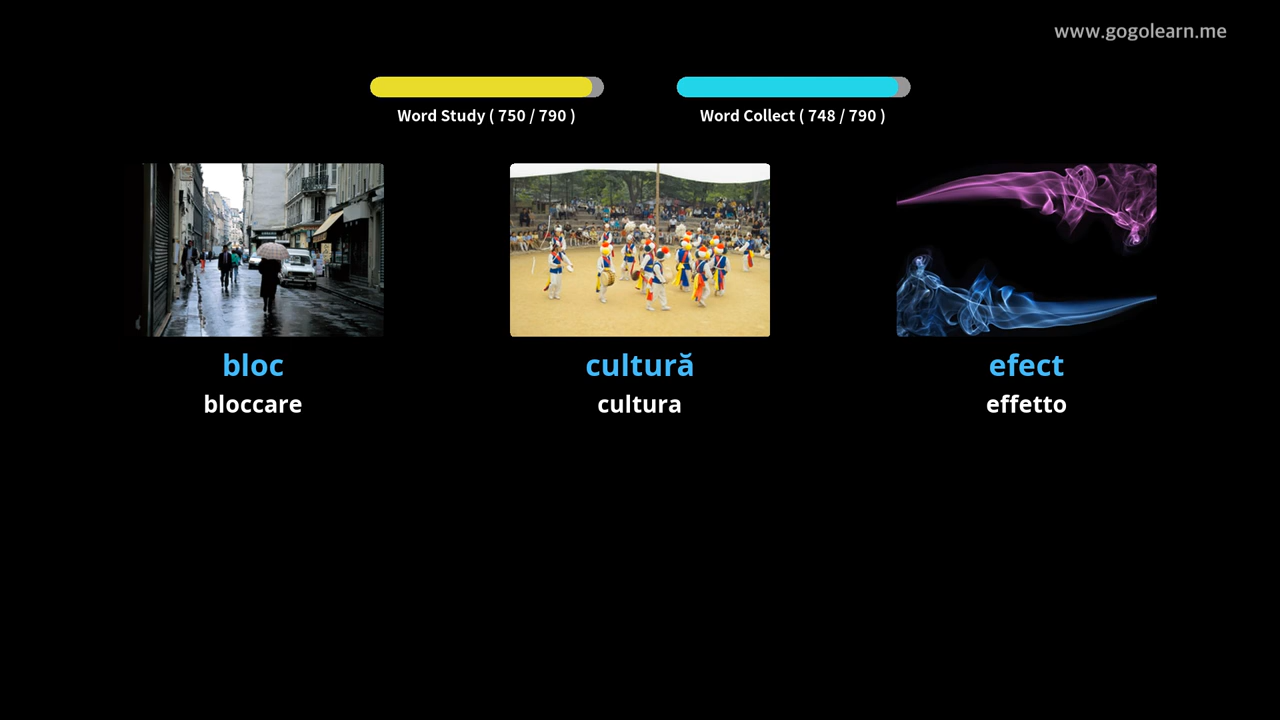 www.gogolearn.me
Word Study ( 750 / 790 )
Word Collect ( 748 / 790 )
bloc
bloccare
cultură
cultura
efect
effetto